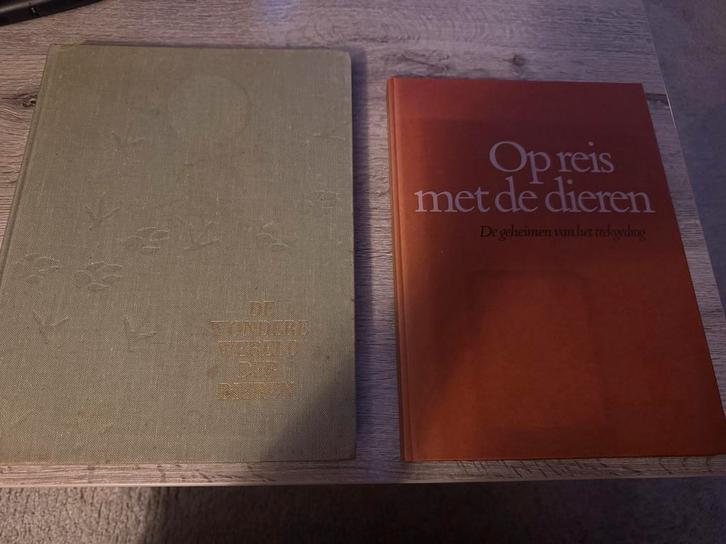 DE
WONDERE
WERELD
DER
DIEREN
Op reis
met de dieren
De geheimen van het trekgedrag